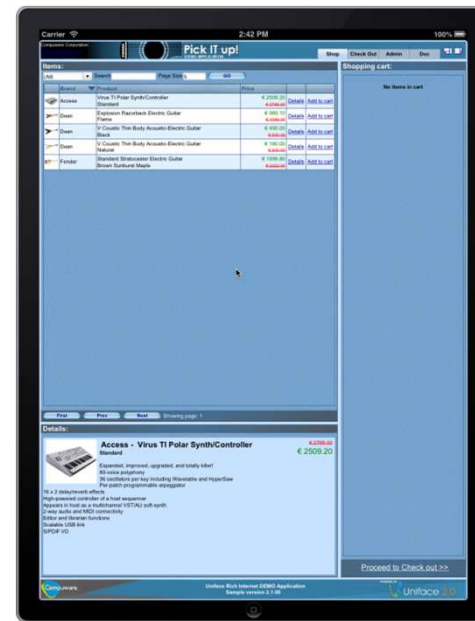 Carrier 2:42 PM 100%
Compuware Corporation
Pick IT up!
DEMO APPLICATION
Shop Check Out Admin Doc
Items: Shopping cart:
Search Page Size 5 GO
Brand Product Price
No items in cart
Access Virus TI Polar Synth/Controller € 2509.20 Details Add to cart
Standard
Dean Explosion Razorback Electric Guitar Details Add to cart
Flame
Dean V Coustic Thin Body Acoustic-Electric Guitar Details Add to cart
Black
Dean V Coustic Thin Body Acoustic-Electric Guitar Details Add to cart
Natural
Fender Standard Stratocaster Electric Guitar Details Add to cart
Brown Sunburst Maple
First Prev Next Showing page: 1
Details:
Access - Virus TI Polar Synth/Controller
Standard
€ 2509.20
Expanded, improved, upgraded, and totally killer!
80-voice polyphony
36 oscillators per key including Wavetable and HyperSaw
Per patch programmable arpeggiator
16 x 2 delay/reverb effects
High-powered controller of a host sequencer
Appears in host as a multichannel VST/AU soft-synth
2-way audio and MIDI connectivity
Editor and librarian functions
Scalable USB link
S/PDIF I/O
Proceed to Check out >>
Compuware
Uniface Rich Internet DEMO Application
Sample version 2.1.06
Uniface 2.0